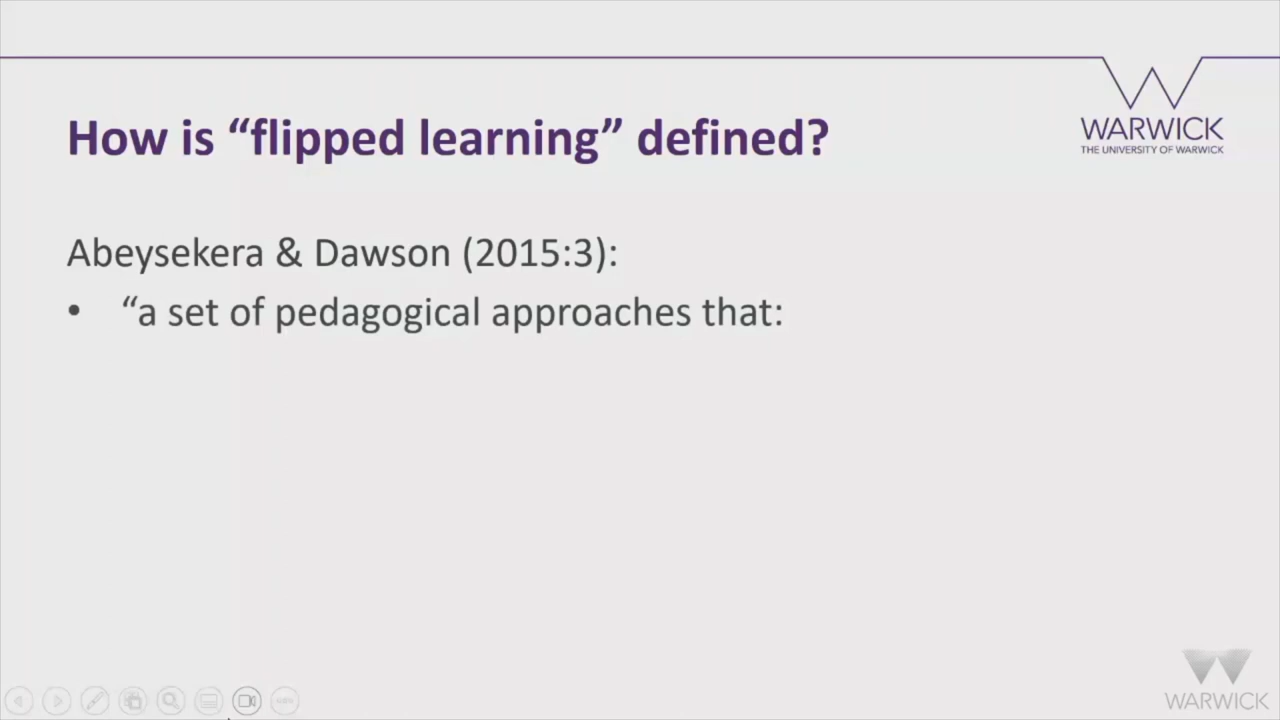 WARWICK
THE UNIVERSITY OF WARWICK
How is “flipped learning” defined?
Abeysekera & Dawson (2015:3):
• “a set of pedagogical approaches that:
WARWICK